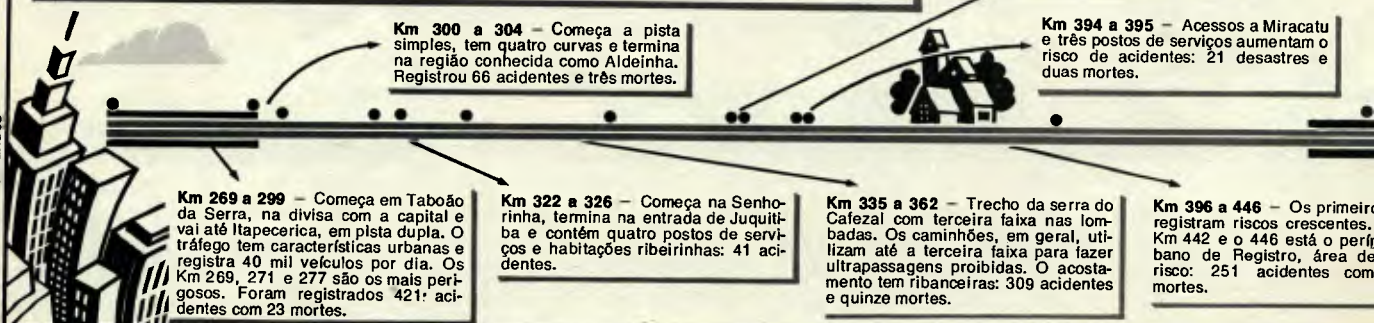 Km 300 a 304 – Começa a pista
simples, tem quatro curvas e termina
na região conhecida como Aldeinha.
Registrou 66 acidentes e três mortes.
Km 394 a 395 – Acessos a Miracatu
e três postos de serviços aumentam o
risco de acidentes: 21 desastres e
duas mortes.
Km 269 a 299 – Começa em Taboão
da Serra, na divisa com a capital e
vai até Itapecerica, em pista dupla. O
tráfego tem características urbanas e
registra 40 mil veículos por dia. Os
Km 269, 271 e 277 são os mais peri-
gosos. Foram registrados 421 aci-
dentes com 23 mortes.
Km 322 a 326 – Começa na Senho-
rinha, termina na entrada de Juquiti-
ba e contém quatro postos de servi-
ços e habitações ribeirinhas: 41 aci-
dentes.
Km 335 a 362 – Trecho da serra do
Cafezal com terceira faixa nas lom-
badas. Os caminhões, em geral, uti-
lizam até a terceira faixa para fazer
ultrapassagens proibidas. O acosta-
mento tem ribanceiras: 309 acidentes
e quinze mortes.
Km 396 a 446 – Os primeiro
registram riscos crescentes.
Km 442 e o 446 está o perí
bano de Registro, área de
risco: 251 acidentes com
mortes.